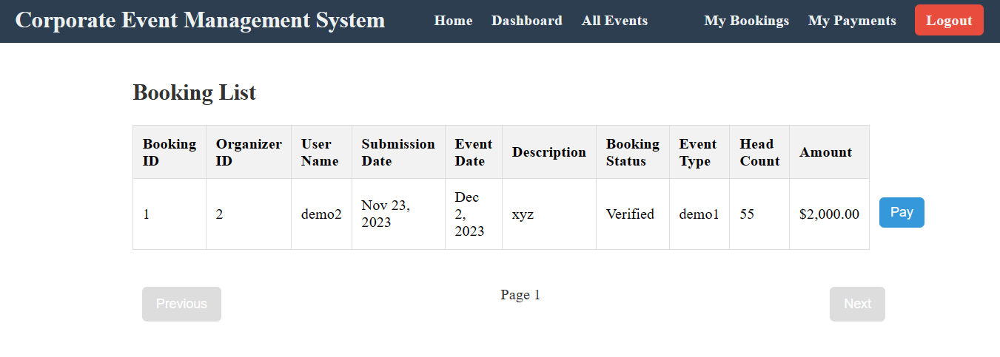 Corporate Event Management System Home Dashboard All Events My Bookings My Payments Logout
Booking List
Booking ID Organizer ID User Name Submission Date Event Date Description Booking Status Event Type Head Count Amount
1 2 demo2 Nov 23, 2023 Dec 2, 2023 xyz Verified demo1 55 $2,000.00 Pay
Previous Page 1 Next